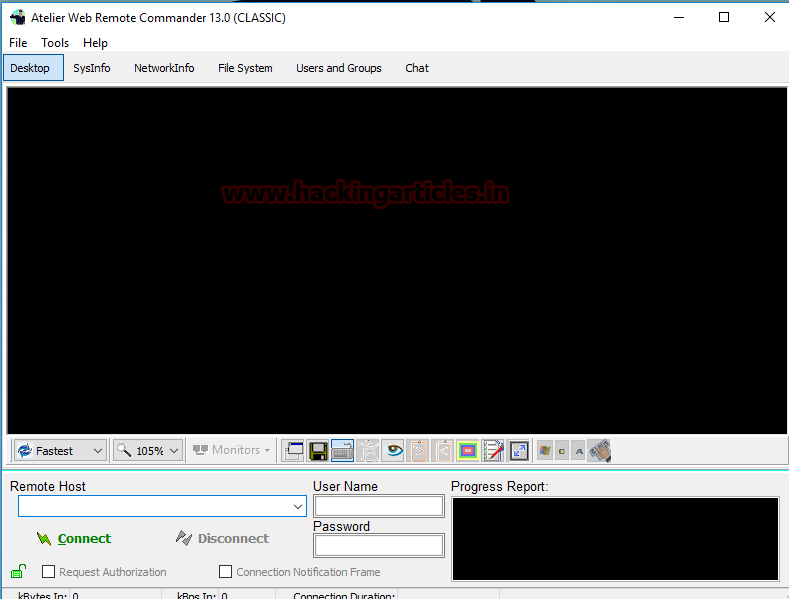 Atelier Web Remote Commander 13.0 (CLASSIC)
File Tools Help
Desktop SysInfo NetworkInfo File System Users and Groups Chat
www.hackingarticles.in
Fastest 105% Monitors C A
Remote Host User Name Progress Report:
Password
Connect Disconnect
Request Authorization Connection Notification Frame
kBytes In: 0 kBps In: 0 Connection Duration: